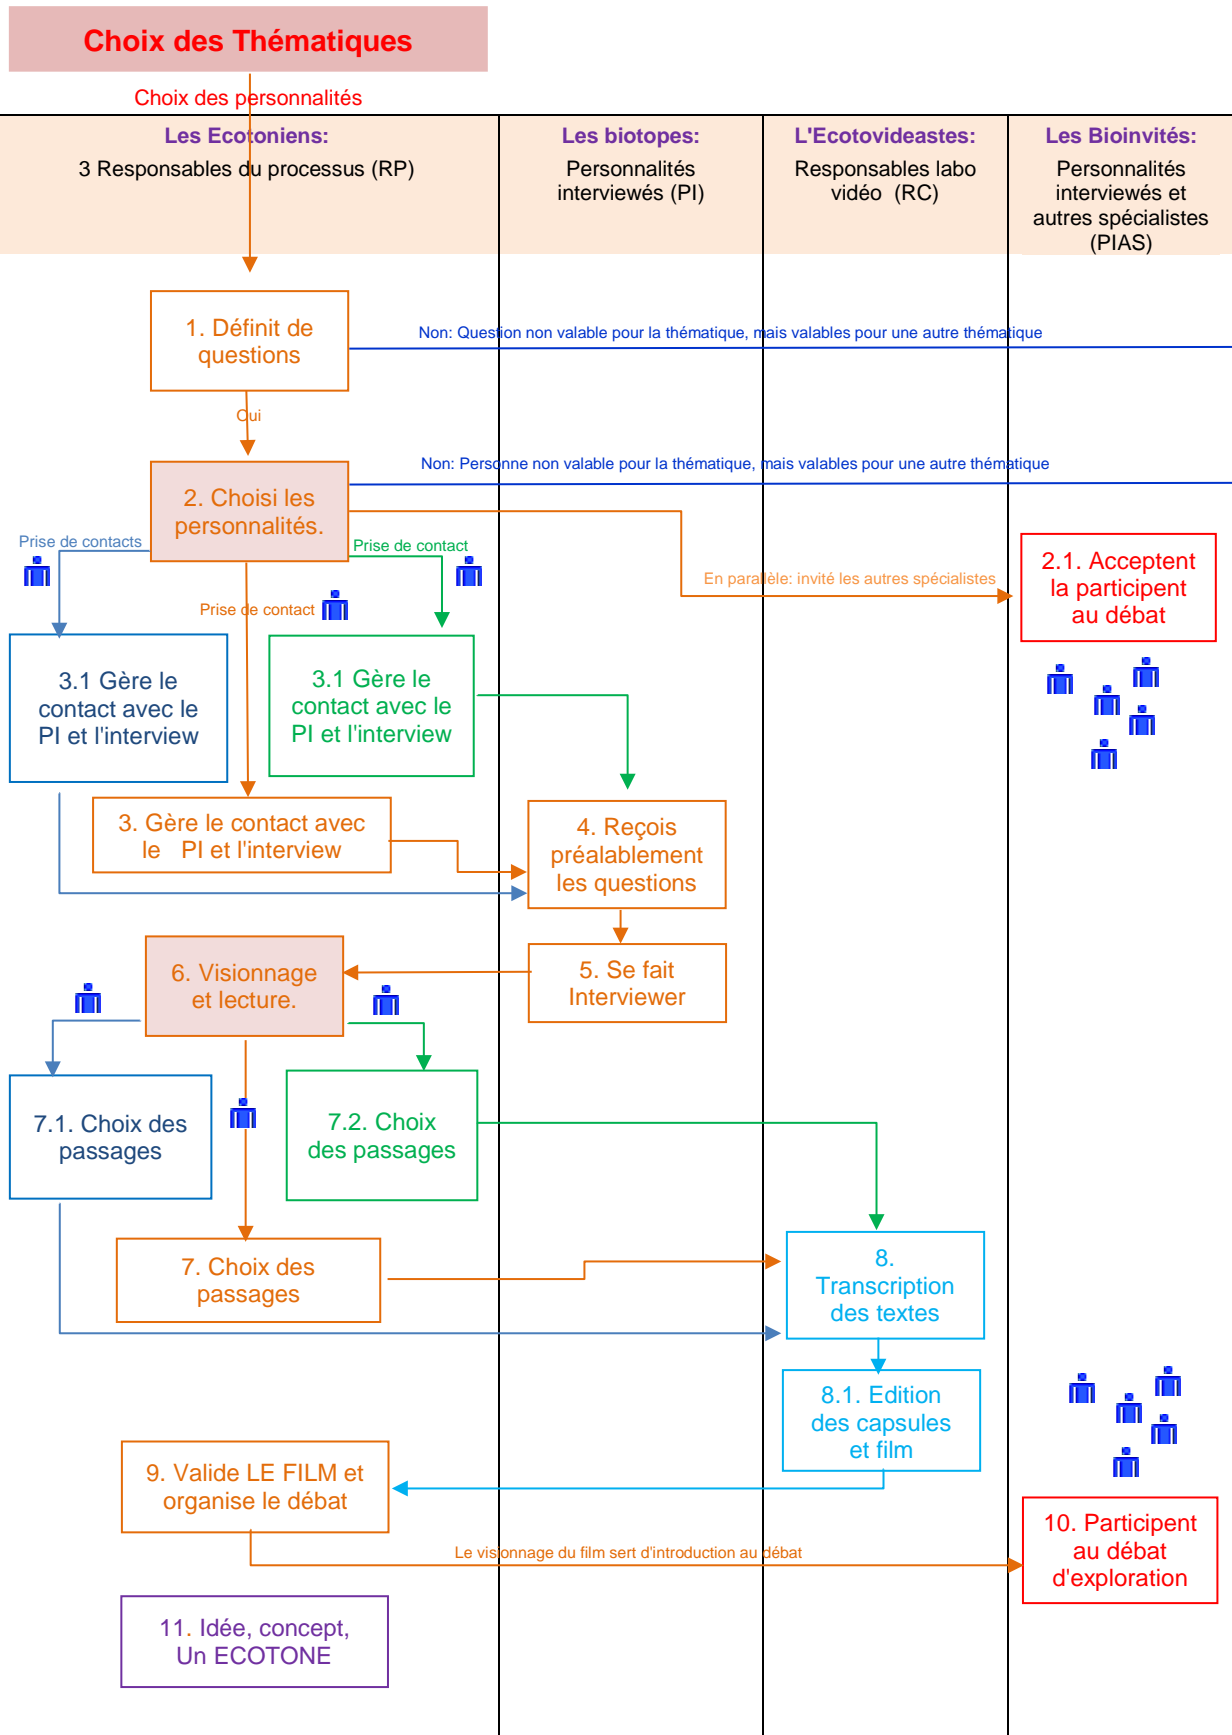 Choix des Thématiques
Choix des personnalités
Les Ecotoniens:
3 Responsables du processus (RP)
Les biotopes:
Personnalités
interviewés (PI)
L'Ecotovideastes:
Responsables labo
vidéo (RC)
Les Bioinvités:
Personnalités
interviewés et
autres spécialistes
(PIAS)
1. Définit de
questions
Non: Question non valable pour la thématique, mais valables pour une autre thématique
Oui
Non: Personne non valable pour la thématique, mais valables pour une autre thématique
2. Choisi les
personnalités.
Prise de contacts
Prise de contact
Prise de contact
En parallèle: invité les autres spécialistes
2.1. Acceptent
la participent
au débat
3.1 Gère le
contact avec le
PI et l'interview
3.1 Gère le
contact avec le
PI et l'interview
3. Gère le contact avec
le PI et l'interview
4. Reçois
préalablement
les questions
5. Se fait
Interviewer
6. Visionnage
et lecture.
7.1. Choix des
passages
7.2. Choix
des passages
7. Choix des
passages
8.
Transcription
des textes
8.1. Edition
des capsules
et film
9. Valide LE FILM et
organise le débat
Le visionnage du film sert d'introduction au débat
10. Participent
au débat
d'exploration
11. Idée, concept,
Un ECOTONE